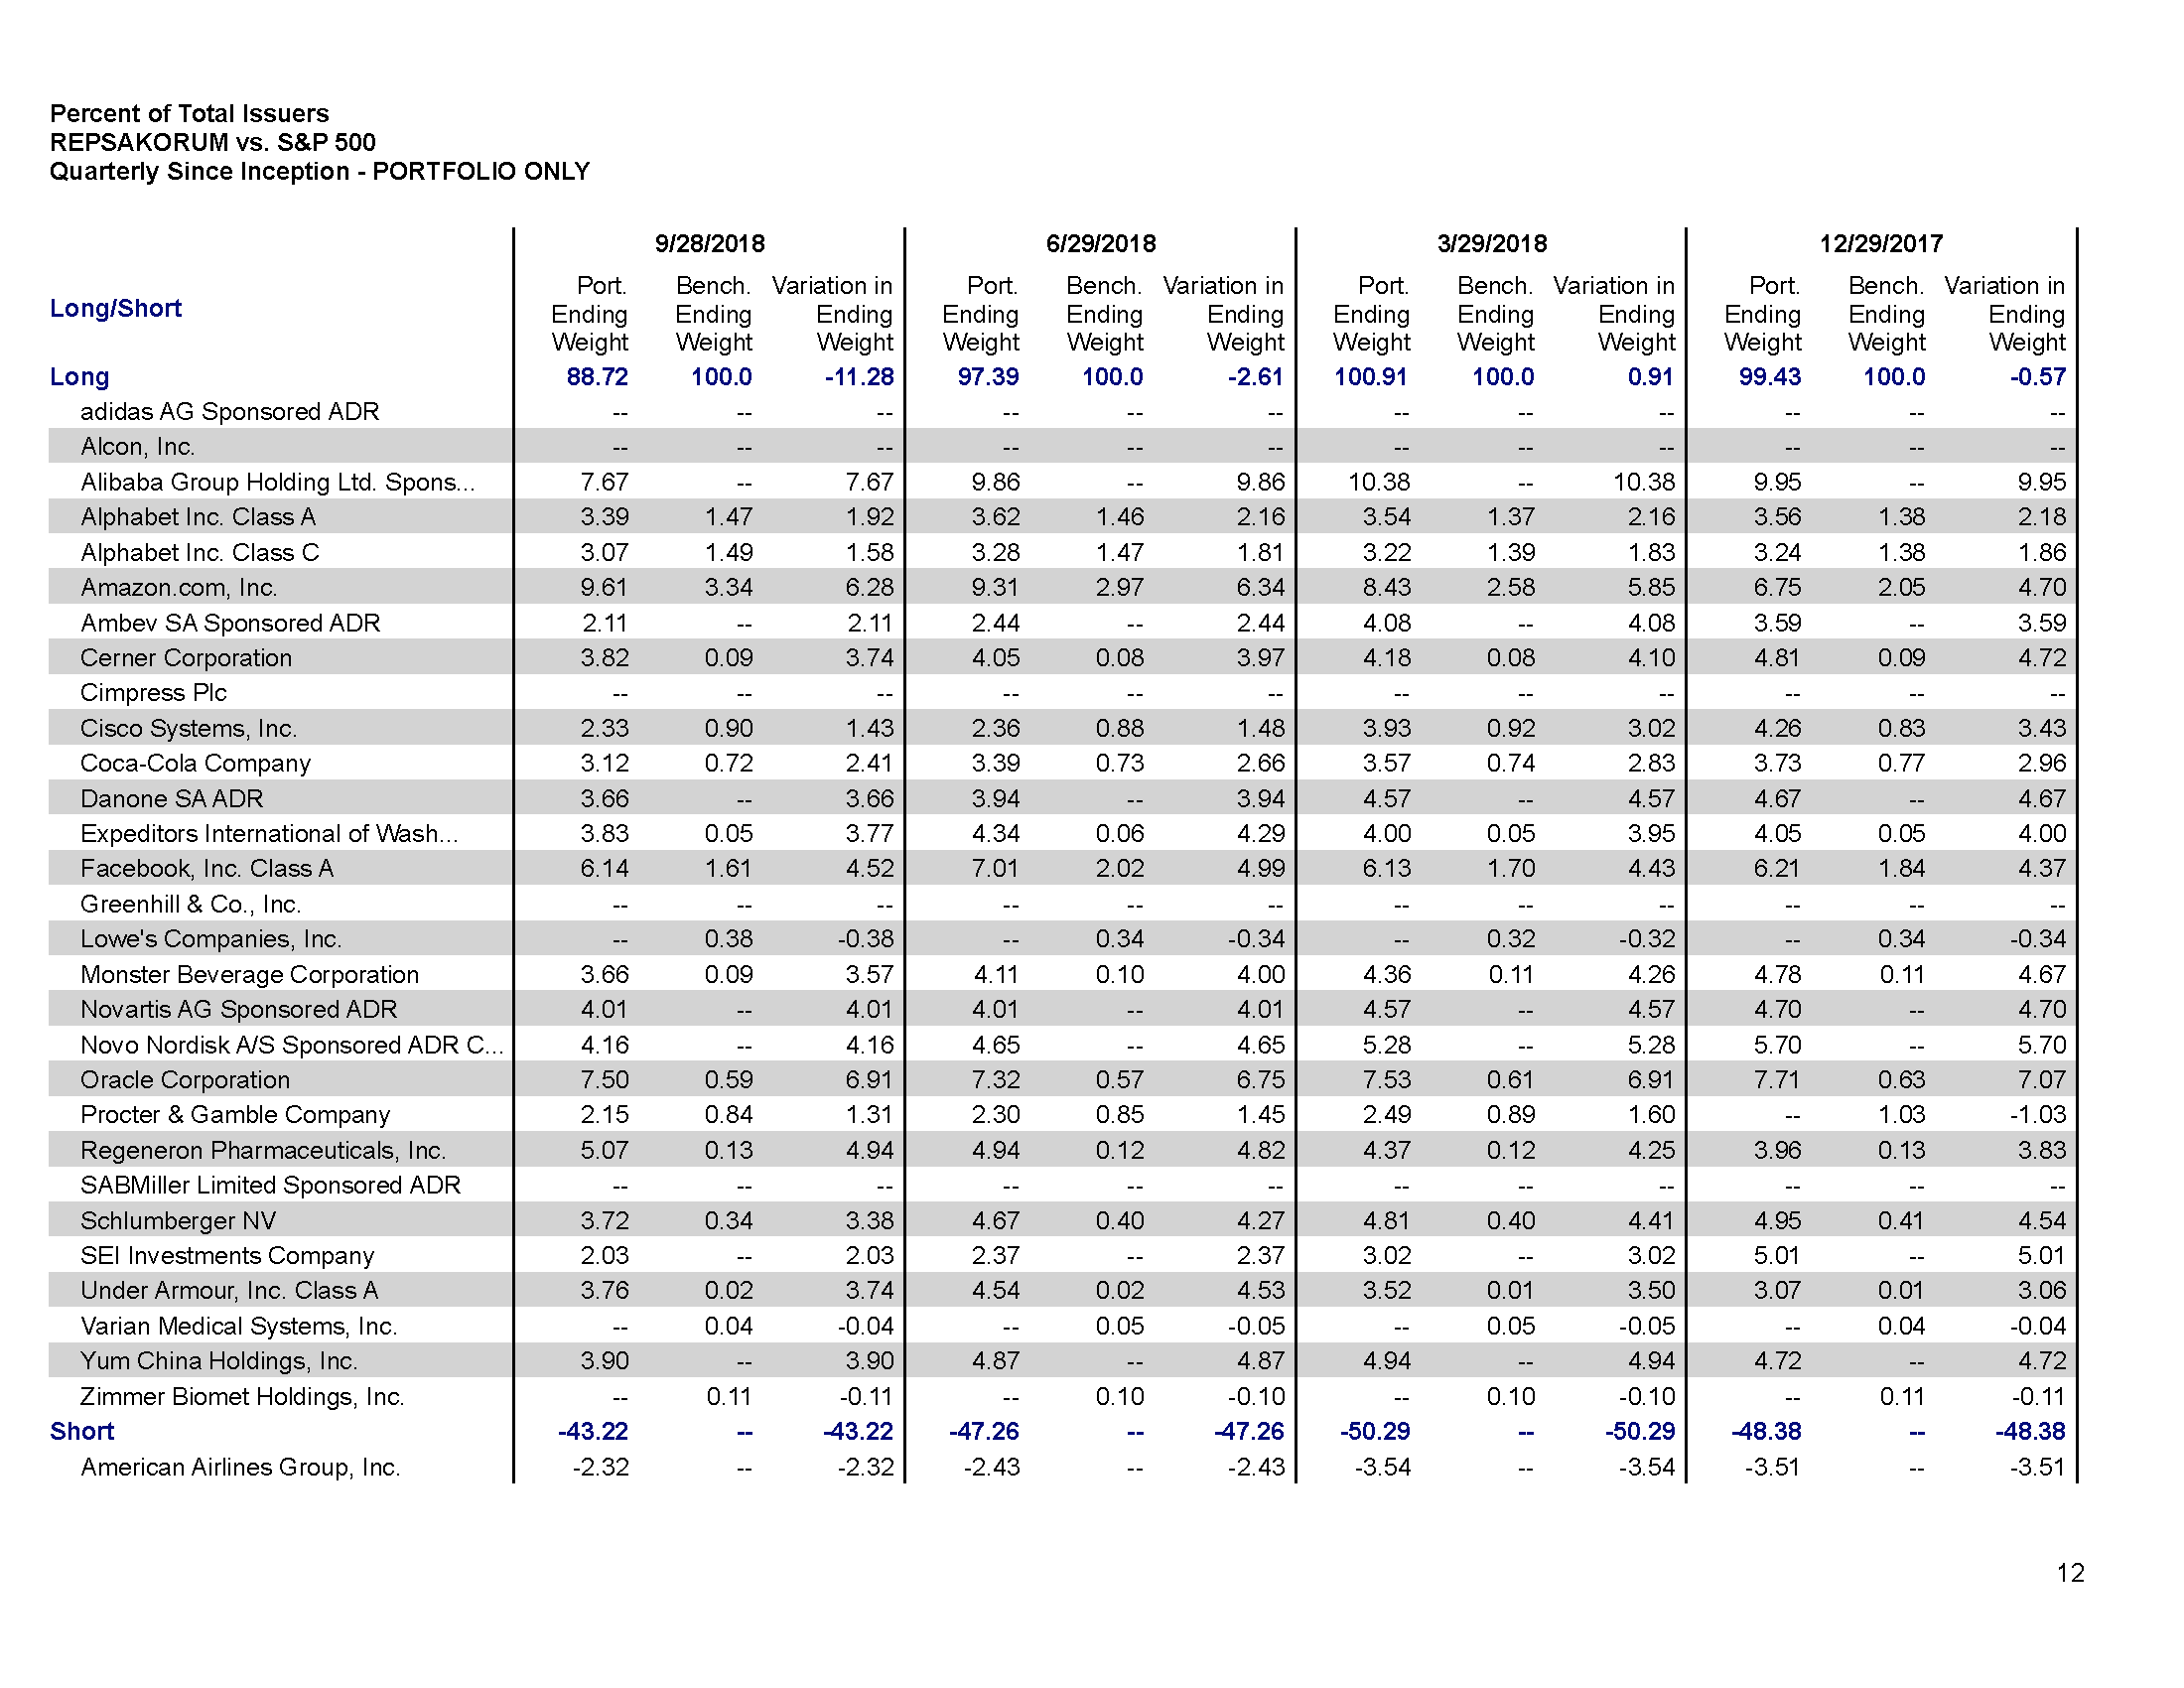 Percent of Total Issuers
REPSAKORUM vs. S&P 500
Quarterly Since Inception - PORTFOLIO ONLY
9/28/2018 6/29/2018 3/29/2018 12/29/2017
Long/Short
Port. Bench. Variation in Port. Bench. Variation in Port. Bench. Variation in Port. Bench. Variation in
Ending Ending Ending Ending Ending Ending Ending Ending Ending Ending Ending Ending
Weight Weight Weight Weight Weight Weight Weight Weight Weight Weight Weight Weight
Long 88.72 100.0 -11.28 97.39 100.0 -2.61 100.91 100.0 0.91 99.43 100.0 -0.57
adidas AG Sponsored ADR -- -- -- -- -- -- -- -- -- -- -- --
Alcon, Inc. -- -- -- -- -- -- -- -- -- -- -- --
Alibaba Group Holding Ltd. Spons... 7.67 -- 7.67 9.86 -- 9.86 10.38 -- 10.38 9.95 -- 9.95
Alphabet Inc. Class A 3.39 1.47 1.92 3.62 1.46 2.16 3.54 1.37 2.16 3.56 1.38 2.18
Alphabet Inc. Class C 3.07 1.49 1.58 3.28 1.47 1.81 3.22 1.39 1.83 3.24 1.38 1.86
Amazon.com, Inc. 9.61 3.34 6.28 9.31 2.97 6.34 8.43 2.58 5.85 6.75 2.05 4.70
Ambev SA Sponsored ADR 2.11 -- 2.11 2.44 -- 2.44 4.08 -- 4.08 3.59 -- 3.59
Cerner Corporation 3.82 0.09 3.74 4.05 0.08 3.97 4.18 0.08 4.10 4.81 0.09 4.72
Cimpress Plc -- -- -- -- -- -- -- -- -- -- -- --
Cisco Systems, Inc. 2.33 0.90 1.43 2.36 0.88 1.48 3.93 0.92 3.02 4.26 0.83 3.43
Coca-Cola Company 3.12 0.72 2.41 3.39 0.73 2.66 3.57 0.74 2.83 3.73 0.77 2.96
Danone SA ADR 3.66 -- 3.66 3.94 -- 3.94 4.57 -- 4.57 4.67 -- 4.67
Expeditors International of Wash... 3.83 0.05 3.77 4.34 0.06 4.29 4.00 0.05 3.95 4.05 0.05 4.00
Facebook, Inc. Class A 6.14 1.61 4.52 7.01 2.02 4.99 6.13 1.70 4.43 6.21 1.84 4.37
Greenhill & Co., Inc. -- -- -- -- -- -- -- -- -- -- -- --
Lowe's Companies, Inc. -- 0.38 -0.38 -- 0.34 -0.34 -- 0.32 -0.32 -- 0.34 -0.34
Monster Beverage Corporation 3.66 0.09 3.57 4.11 0.10 4.00 4.36 0.11 4.26 4.78 0.11 4.67
Novartis AG Sponsored ADR 4.01 -- 4.01 4.01 -- 4.01 4.57 -- 4.57 4.70 -- 4.70
Novo Nordisk A/S Sponsored ADR C... 4.16 -- 4.16 4.65 -- 4.65 5.28 -- 5.28 5.70 -- 5.70
Oracle Corporation 7.50 0.59 6.91 7.32 0.57 6.75 7.53 0.61 6.91 7.71 0.63 7.07
Procter & Gamble Company 2.15 0.84 1.31 2.30 0.85 1.45 2.49 0.89 1.60 -- 1.03 -1.03
Regeneron Pharmaceuticals, Inc. 5.07 0.13 4.94 4.94 0.12 4.82 4.37 0.12 4.25 3.96 0.13 3.83
SABMiller Limited Sponsored ADR -- -- -- -- -- -- -- -- -- -- -- --
Schlumberger NV 3.72 0.34 3.38 4.67 0.40 4.27 4.81 0.40 4.41 4.95 0.41 4.54
SEI Investments Company 2.03 -- 2.03 2.37 -- 2.37 3.02 -- 3.02 5.01 -- 5.01
Under Armour, Inc. Class A 3.76 0.02 3.74 4.54 0.02 4.53 3.52 0.01 3.50 3.07 0.01 3.06
Varian Medical Systems, Inc. -- 0.04 -0.04 -- 0.05 -0.05 -- 0.05 -0.05 -- 0.04 -0.04
Yum China Holdings, Inc. 3.90 -- 3.90 4.87 -- 4.87 4.94 -- 4.94 4.72 -- 4.72
Zimmer Biomet Holdings, Inc. -- 0.11 -0.11 -- 0.10 -0.10 -- 0.10 -0.10 -- 0.11 -0.11
Short -43.22 -- -43.22 -47.26 -- -47.26 -50.29 -- -50.29 -48.38 -- -48.38
American Airlines Group, Inc. -2.32 -- -2.32 -2.43 -- -2.43 -3.54 -- -3.54 -3.51 -- -3.51
12